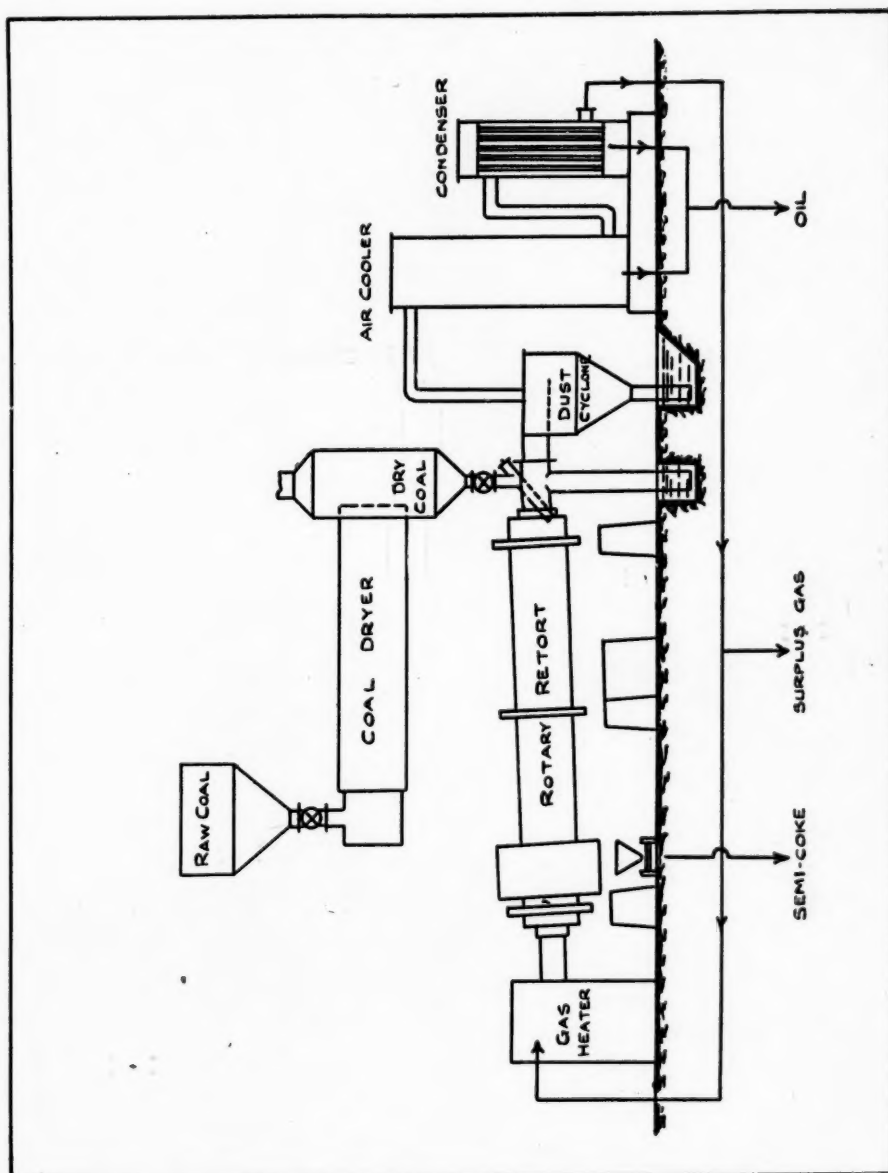 RAW COAL
COAL DRYER
DRY
COAL
GAS
HEATER
ROTARY RETORT
DUST
CYCLONE
AIR COOLER
CONDENSER
SEMI-COKE
SURPLUS GAS
OIL